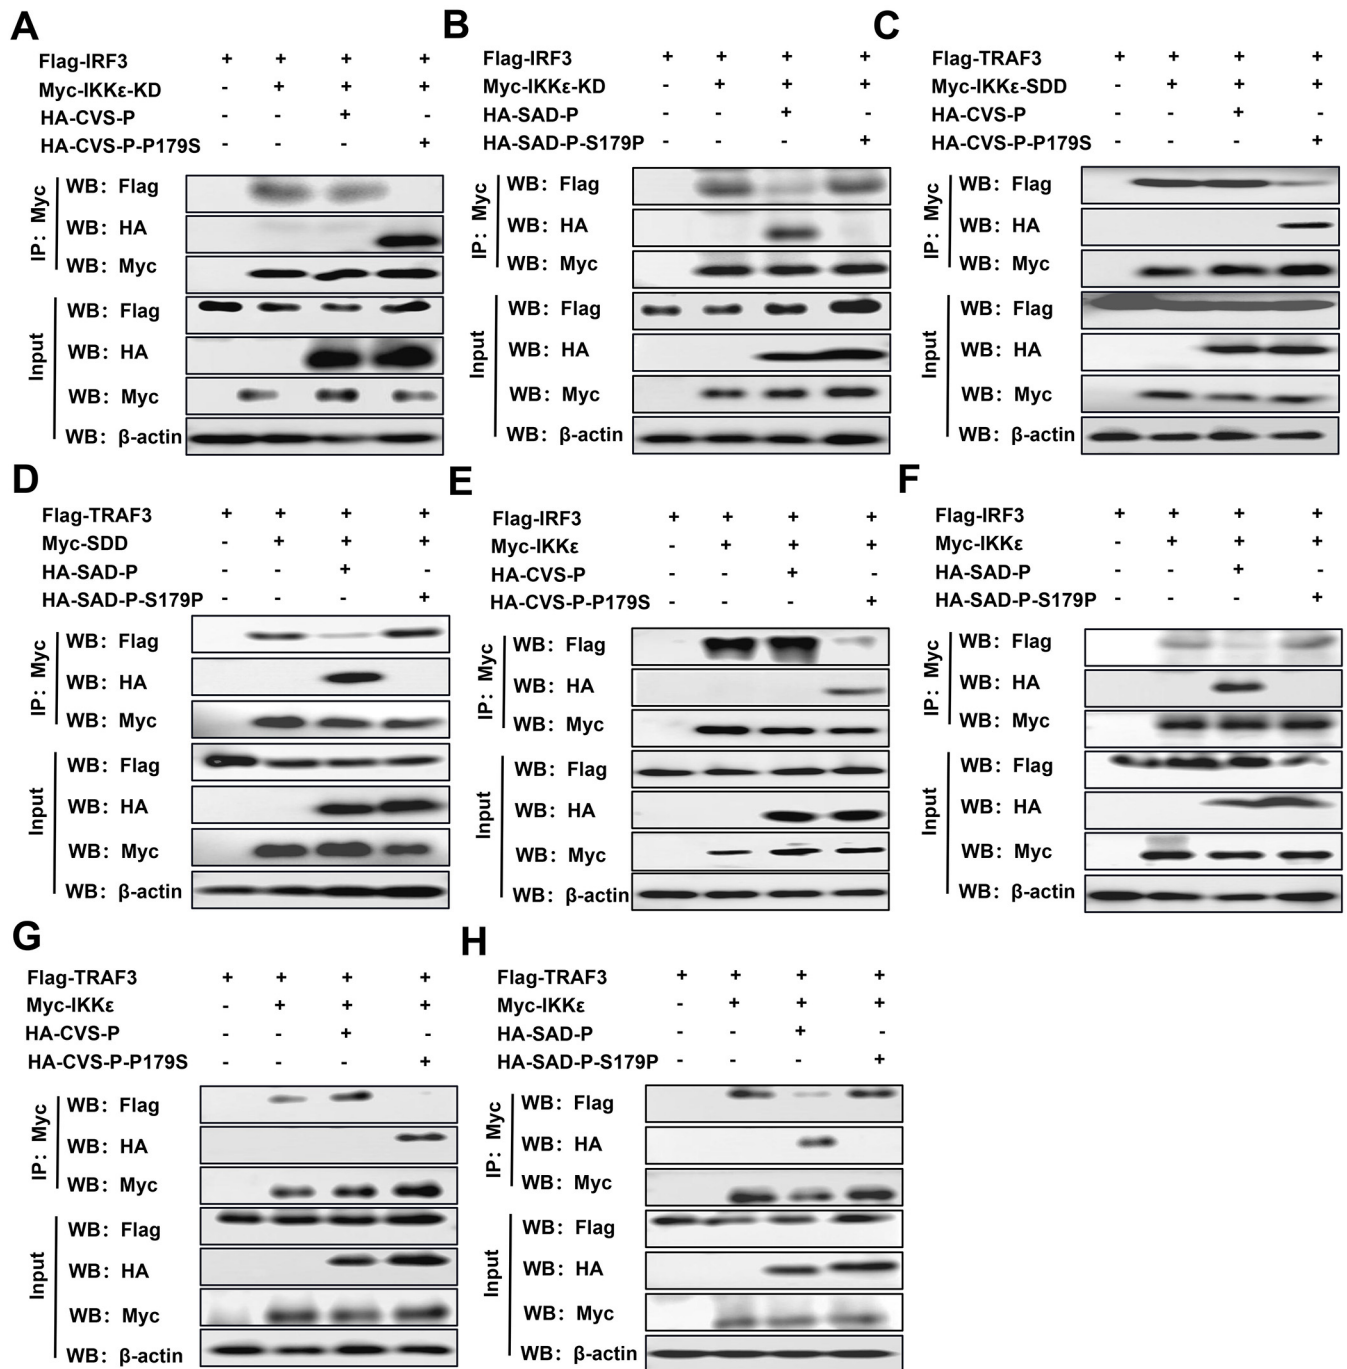 A
Flag-IRF3 + + + +
Myc-IKKε-KD - + + +
HA-CVS-P - - + -
HA-CVS-P-P179S - - - +
IP: Myc
WB: Flag
WB: HA
WB: Myc
Input
WB: Flag
WB: HA
WB: Myc
WB: β-actin
B
Flag-IRF3 + + + +
Myc-IKKε-KD - + + +
HA-SAD-P - - + -
HA-SAD-P-S179P - - - +
IP: Myc
WB: Flag
WB: HA
WB: Myc
Input
WB: Flag
WB: HA
WB: Myc
WB: β-actin
C
Flag-TRAF3 + + + +
Myc-IKKε-SDD - + + +
HA-CVS-P - - + -
HA-CVS-P-P179S - - - +
IP: Myc
WB: Flag
WB: HA
WB: Myc
Input
WB: Flag
WB: HA
WB: Myc
WB: β-actin
D
Flag-TRAF3 + + + +
Myc-SDD - + + +
HA-SAD-P - - + -
HA-SAD-P-S179P - - - +
IP: Myc
WB: Flag
WB: HA
WB: Myc
Input
WB: Flag
WB: HA
WB: Myc
WB: β-actin
E
Flag-IRF3 + + + +
Myc-IKKε - + + +
HA-CVS-P - - + -
HA-CVS-P-P179S - - - +
IP: Myc
WB: Flag
WB: HA
WB: Myc
Input
WB: Flag
WB: HA
WB: Myc
WB: β-actin
F
Flag-IRF3 + + + +
Myc-IKKε - + + +
HA-SAD-P - - + -
HA-SAD-P-S179P - - - +
IP: Myc
WB: Flag
WB: HA
WB: Myc
Input
WB: Flag
WB: HA
WB: Myc
WB: β-actin
G
Flag-TRAF3 + + + +
Myc-IKKε - + + +
HA-CVS-P - - + -
HA-CVS-P-P179S - - - +
IP: Myc
WB: Flag
WB: HA
WB: Myc
Input
WB: Flag
WB: HA
WB: Myc
WB: β-actin
H
Flag-TRAF3 + + + +
Myc-IKKε - + + +
HA-SAD-P - - + -
HA-SAD-P-S179P - - - +
IP: Myc
WB: Flag
WB: HA
WB: Myc
Input
WB: Flag
WB: HA
WB: Myc
WB: β-actin